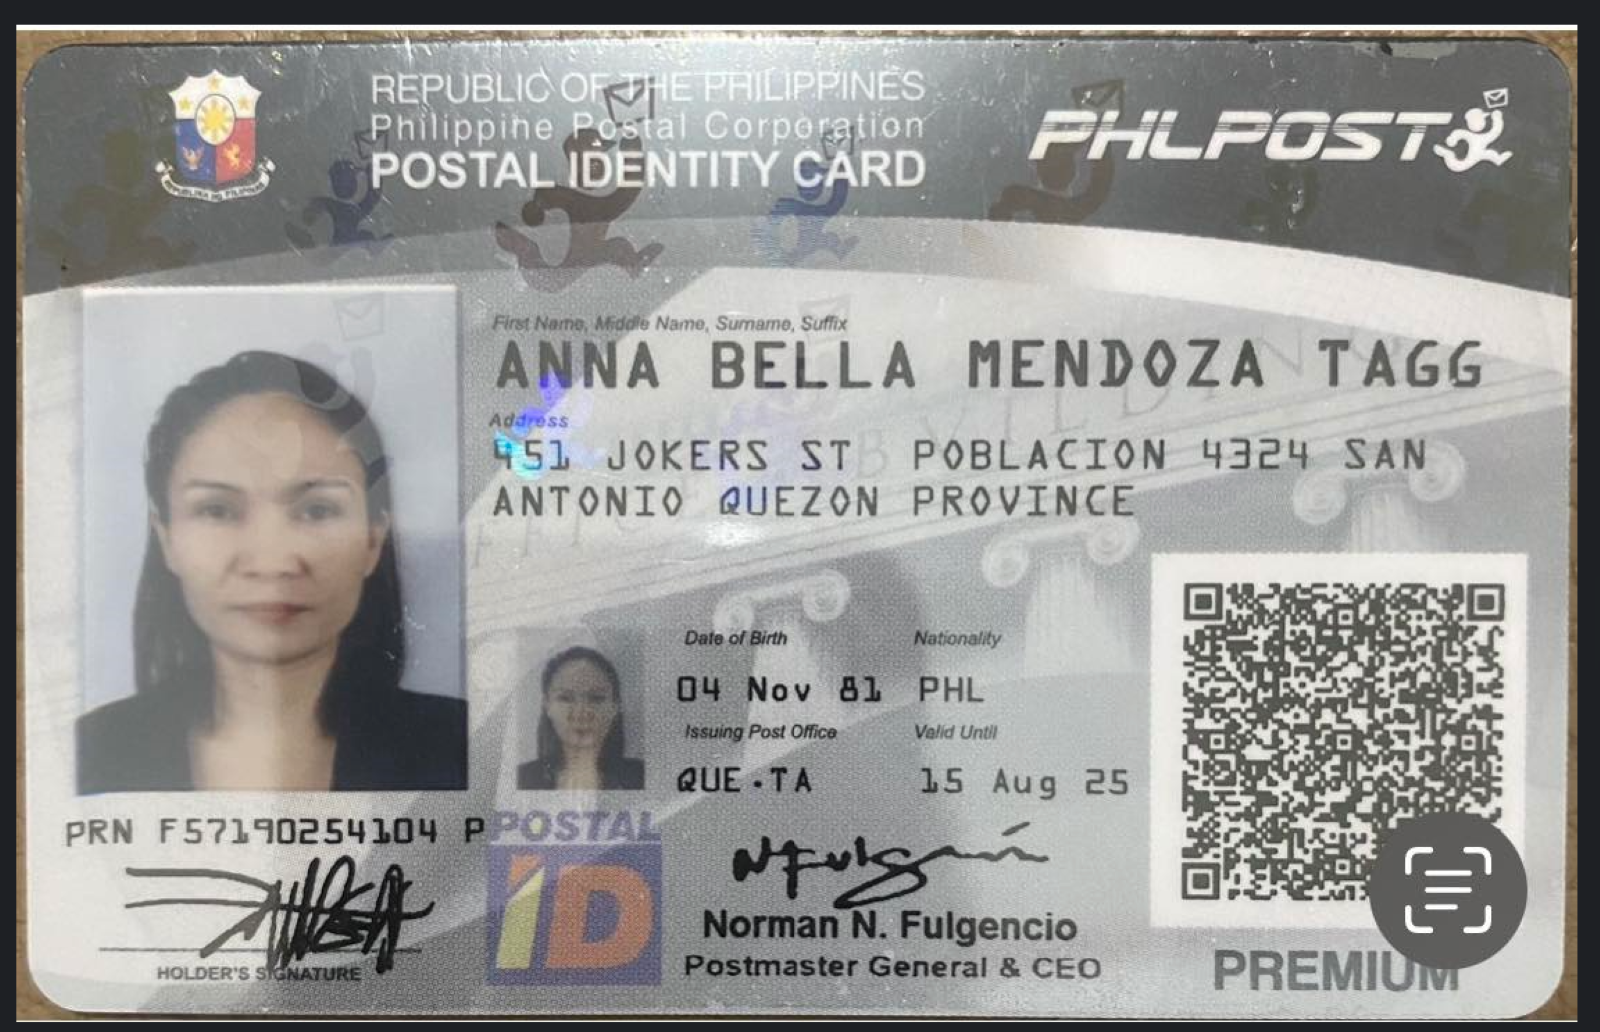 REPUBLIC OF THE PHILIPPINES
Philippine Postal Corporation
POSTAL IDENTITY CARD
PHLPOST
REPUBLIKA NG PILIPINAS
First Name, Middle Name, Surname, Suffix
ANNA BELLA MENDOZA TAGG
Address
451 JOKERS ST POBLACION 4324 SAN
ANTONIO QUEZON PROVINCE
Date of Birth
Nationality
04 Nov 81
PHL
Issuing Post Office
Valid Until
QUE.TA
15 Aug 25
PRN F57190254104 P
POSTAL
iD
HOLDER'S SIGNATURE
Norman N. Fulgencio
Postmaster General & CEO
PREMIUM